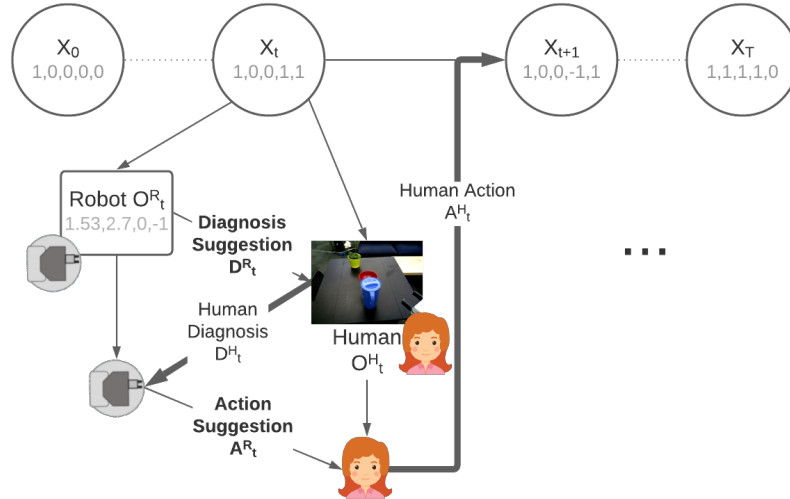 X₀
1,0,0,0,0
Xₜ
1,0,0,1,1
Xₜ₊₁
1,0,0,-1,1
X_T
1,1,1,1,0
Robot Oᴿₜ
1.53,2.7,0,-1
Diagnosis
Suggestion
Dᴿₜ
Human Action
Aᴴₜ
Human
Diagnosis
Dᴴₜ
Human
Oᴴₜ
Action
Suggestion
Aᴿₜ
...